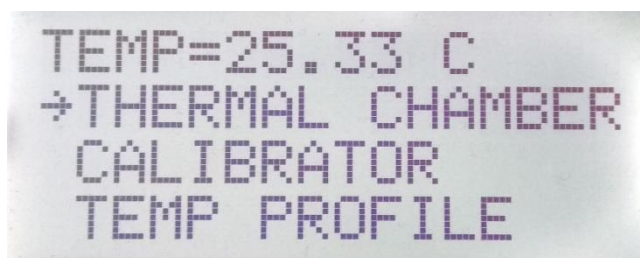 TEMP=25.33 C
→THERMAL CHAMBER
CALIBRATOR
TEMP PROFILE